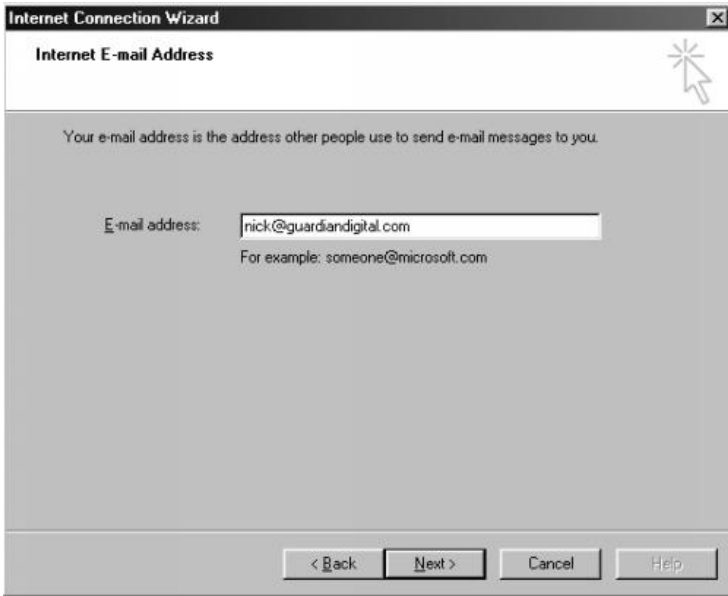 Internet Connection Wizard
Internet E-mail Address
Your e-mail address is the address other people use to send e-mail messages to you.
E-mail address: nick@guardiandigital.com
For example: someone@microsoft.com
< Back Next > Cancel Help